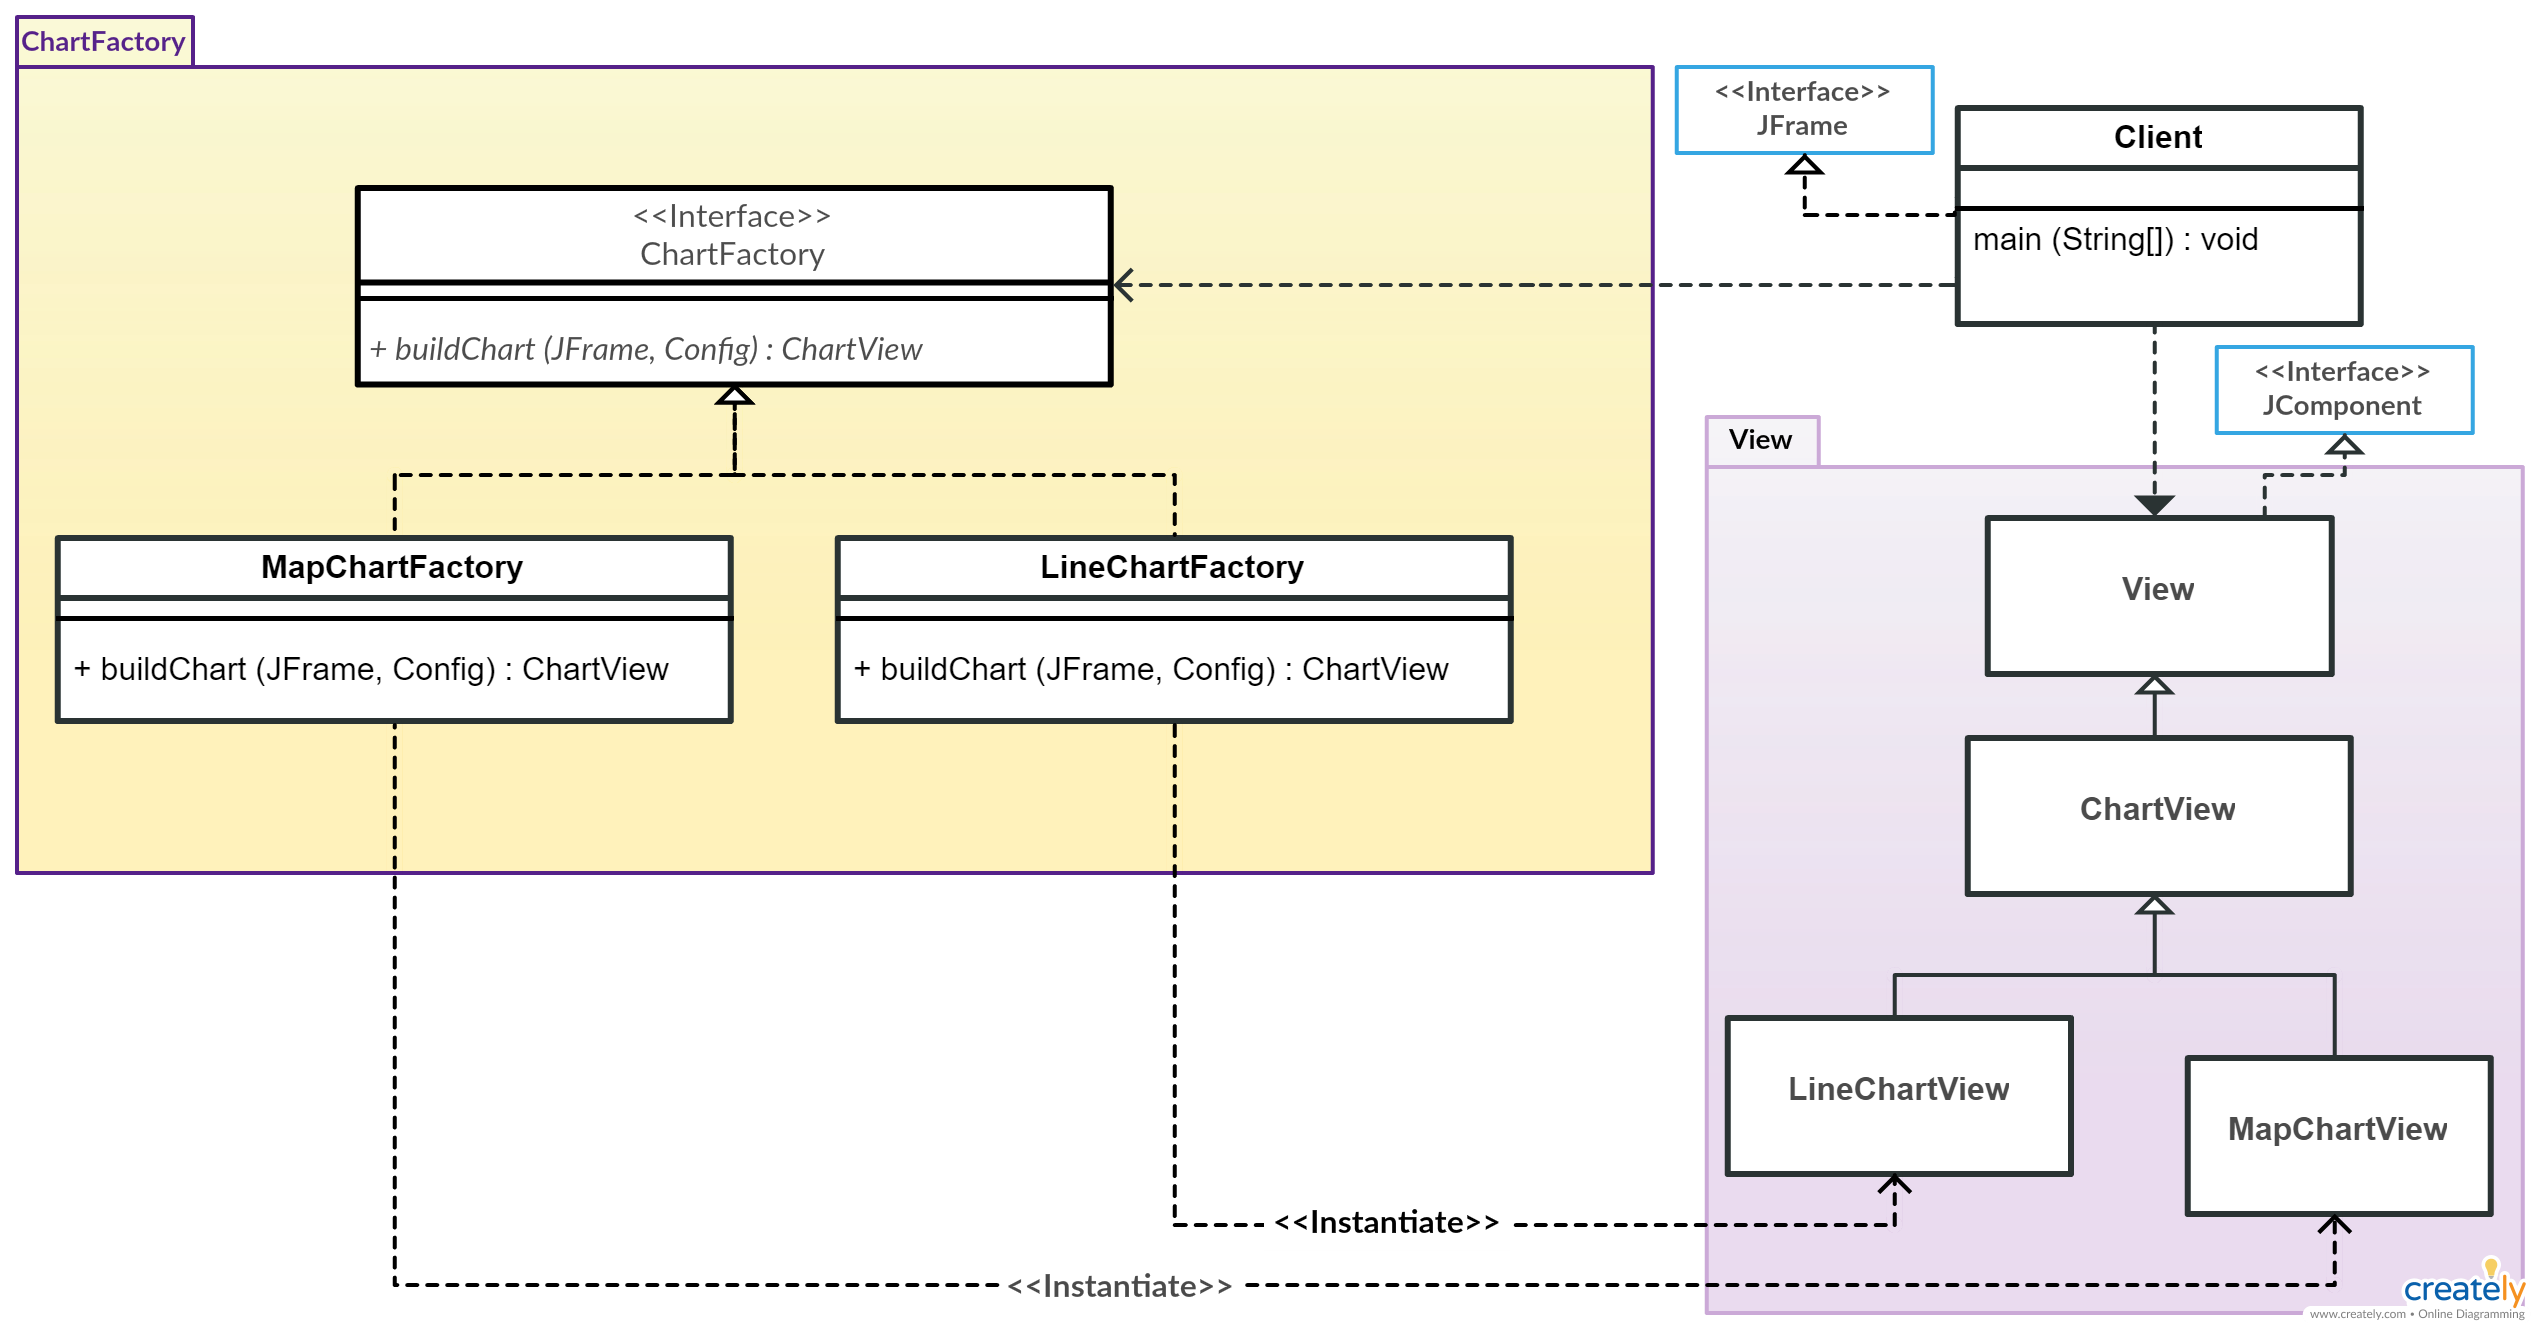 ChartFactory
<<Interface>>
JFrame
Client
main (String[]) : void
<<Interface>>
ChartFactory
+ buildChart (JFrame, Config) : ChartView
<<Interface>>
JComponent
View
View
MapChartFactory
+ buildChart (JFrame, Config) : ChartView
LineChartFactory
+ buildChart (JFrame, Config) : ChartView
ChartView
LineChartView
MapChartView
<<Instantiate>>
<<Instantiate>>
creately
www.creately.com • Online Diagramming